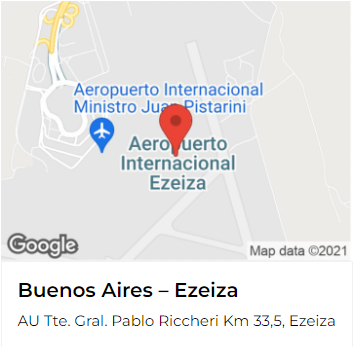 Aeropuerto Internacional
Ministro Juan Pistarini
Aeropuerto
Internacional
Ezeiza
Google
Map data ©2021
Buenos Aires – Ezeiza
AU Tte. Gral. Pablo Riccheri Km 33,5, Ezeiza